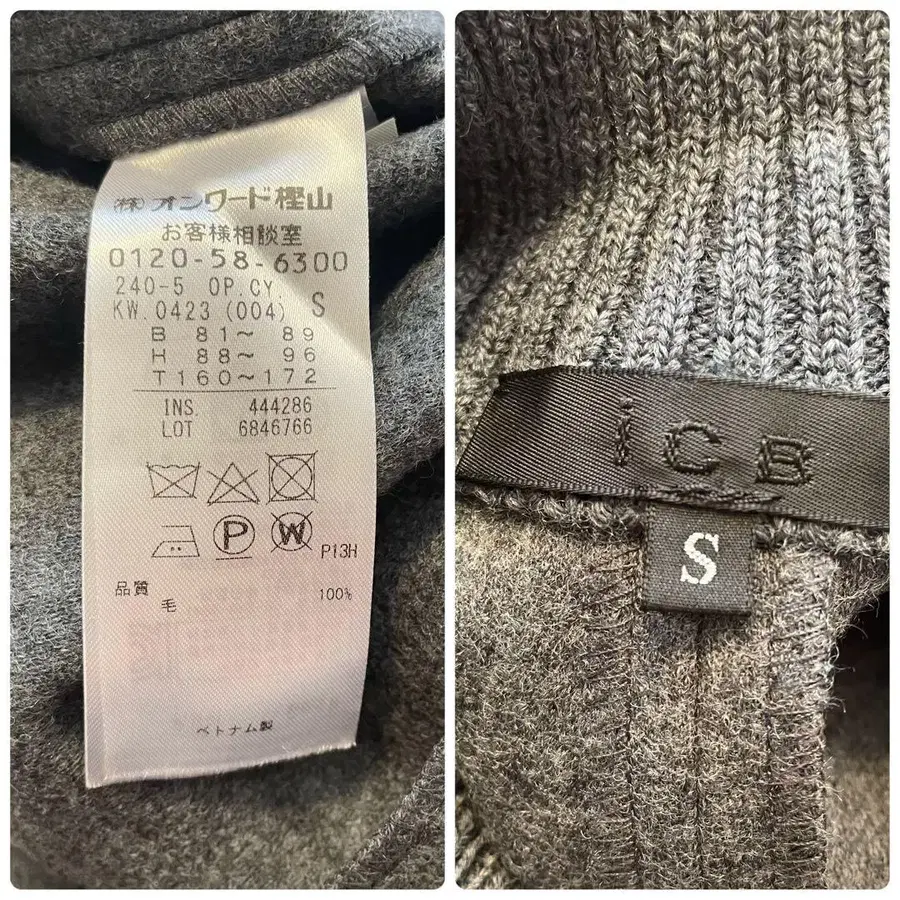 ㈱オンワード樫山
お客様相談室
0120-58-6300
240-5 OP.CY.
KW.0423 (004) S
B 81～ 89
H 88～ 96
T 160～172
INS. 444286
LOT 6846766
P W P13H
品質
毛 100%
ベトナム製
iCB
S